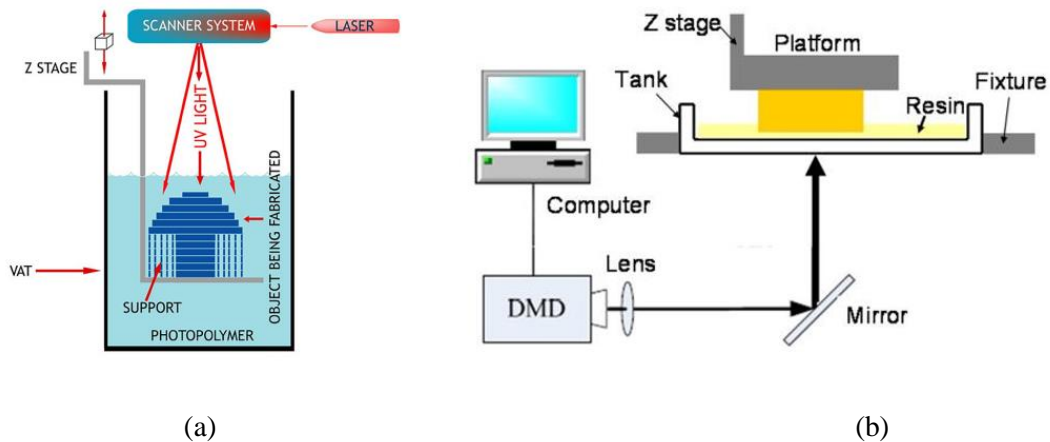 SCANNER SYSTEM
LASER
Z STAGE
UV LIGHT
OBJECT BEING FABRICATED
VAT
SUPPORT
PHOTOPOLYMER
(a)
Z stage
Platform
Tank
Fixture
Resin
Computer
Lens
DMD
Mirror
(b)